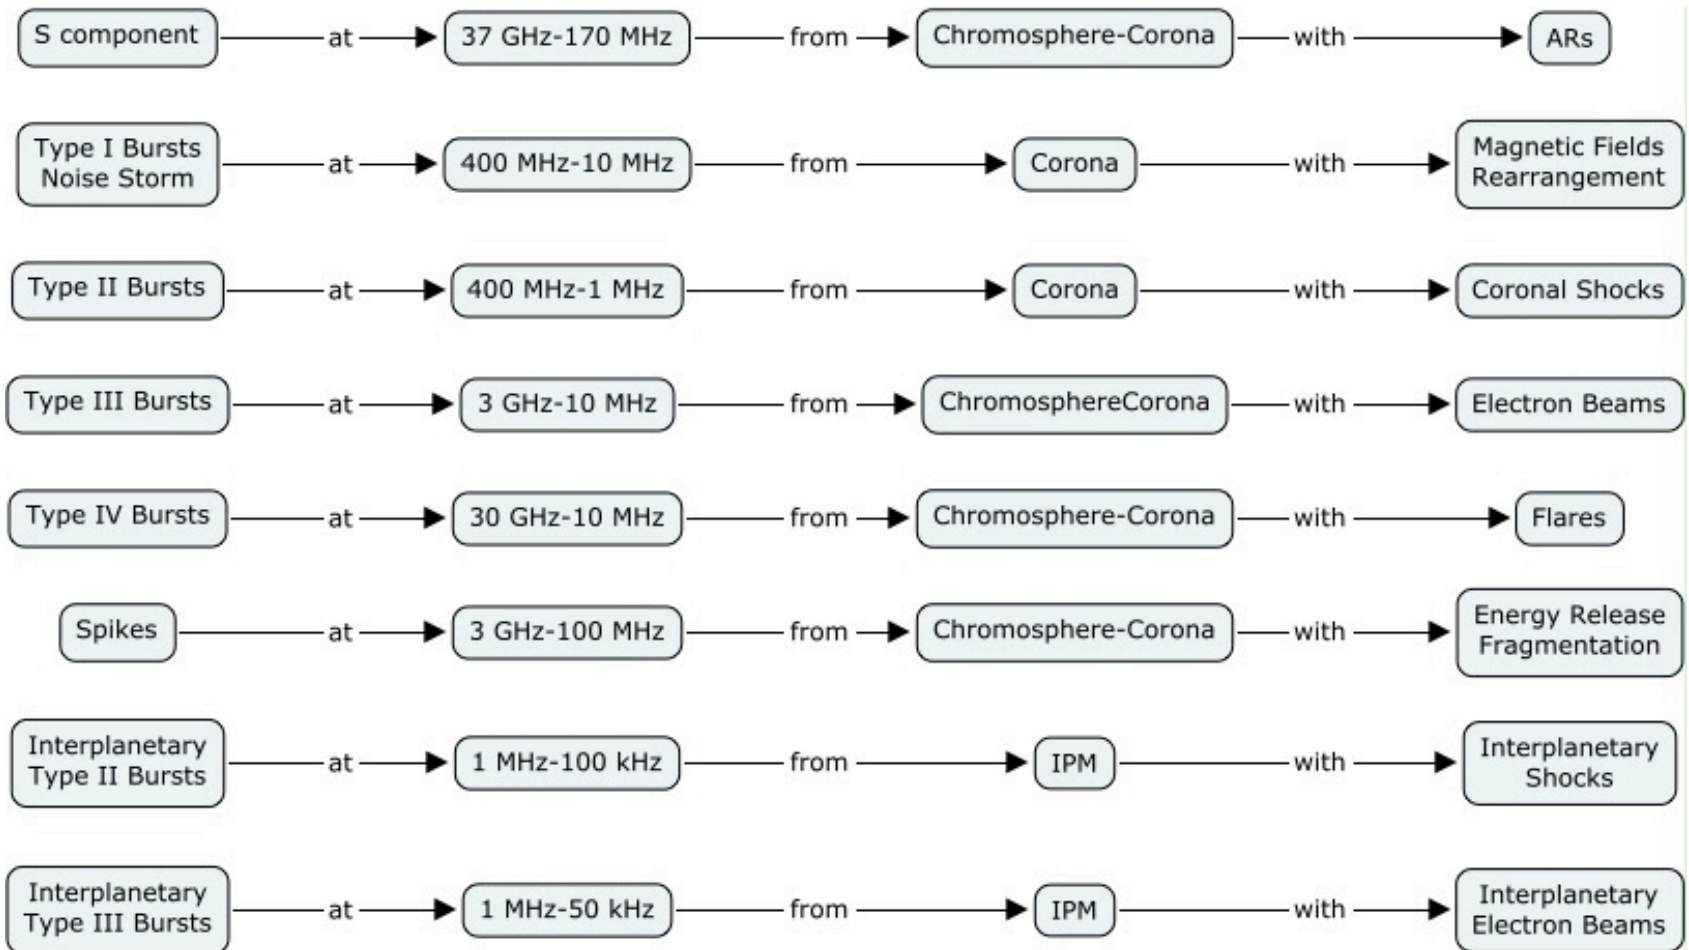 S component at 37 GHz-170 MHz from Chromosphere-Corona with ARs
Type I Bursts
Noise Storm at 400 MHz-10 MHz from Corona with Magnetic Fields
Rearrangement
Type II Bursts at 400 MHz-1 MHz from Corona with Coronal Shocks
Type III Bursts at 3 GHz-10 MHz from ChromosphereCorona with Electron Beams
Type IV Bursts at 30 GHz-10 MHz from Chromosphere-Corona with Flares
Spikes at 3 GHz-100 MHz from Chromosphere-Corona with Energy Release
Fragmentation
Interplanetary
Type II Bursts at 1 MHz-100 kHz from IPM with Interplanetary
Shocks
Interplanetary
Type III Bursts at 1 MHz-50 kHz from IPM with Interplanetary
Electron Beams